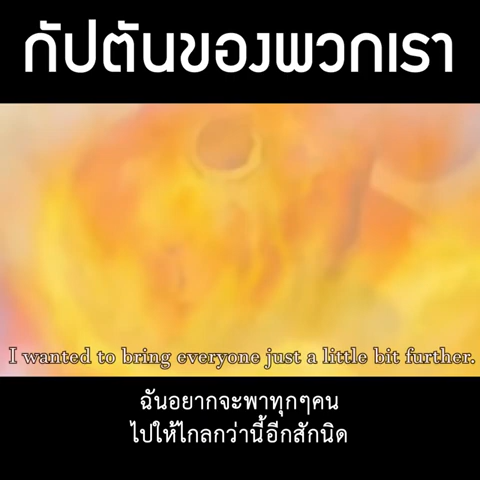 กัปตันของพวกเรา
I wanted to bring everyone just a little bit further.
ฉันอยากจะพาทุกๆคน
ไปให้ไกลกว่านี้อีกสักนิด